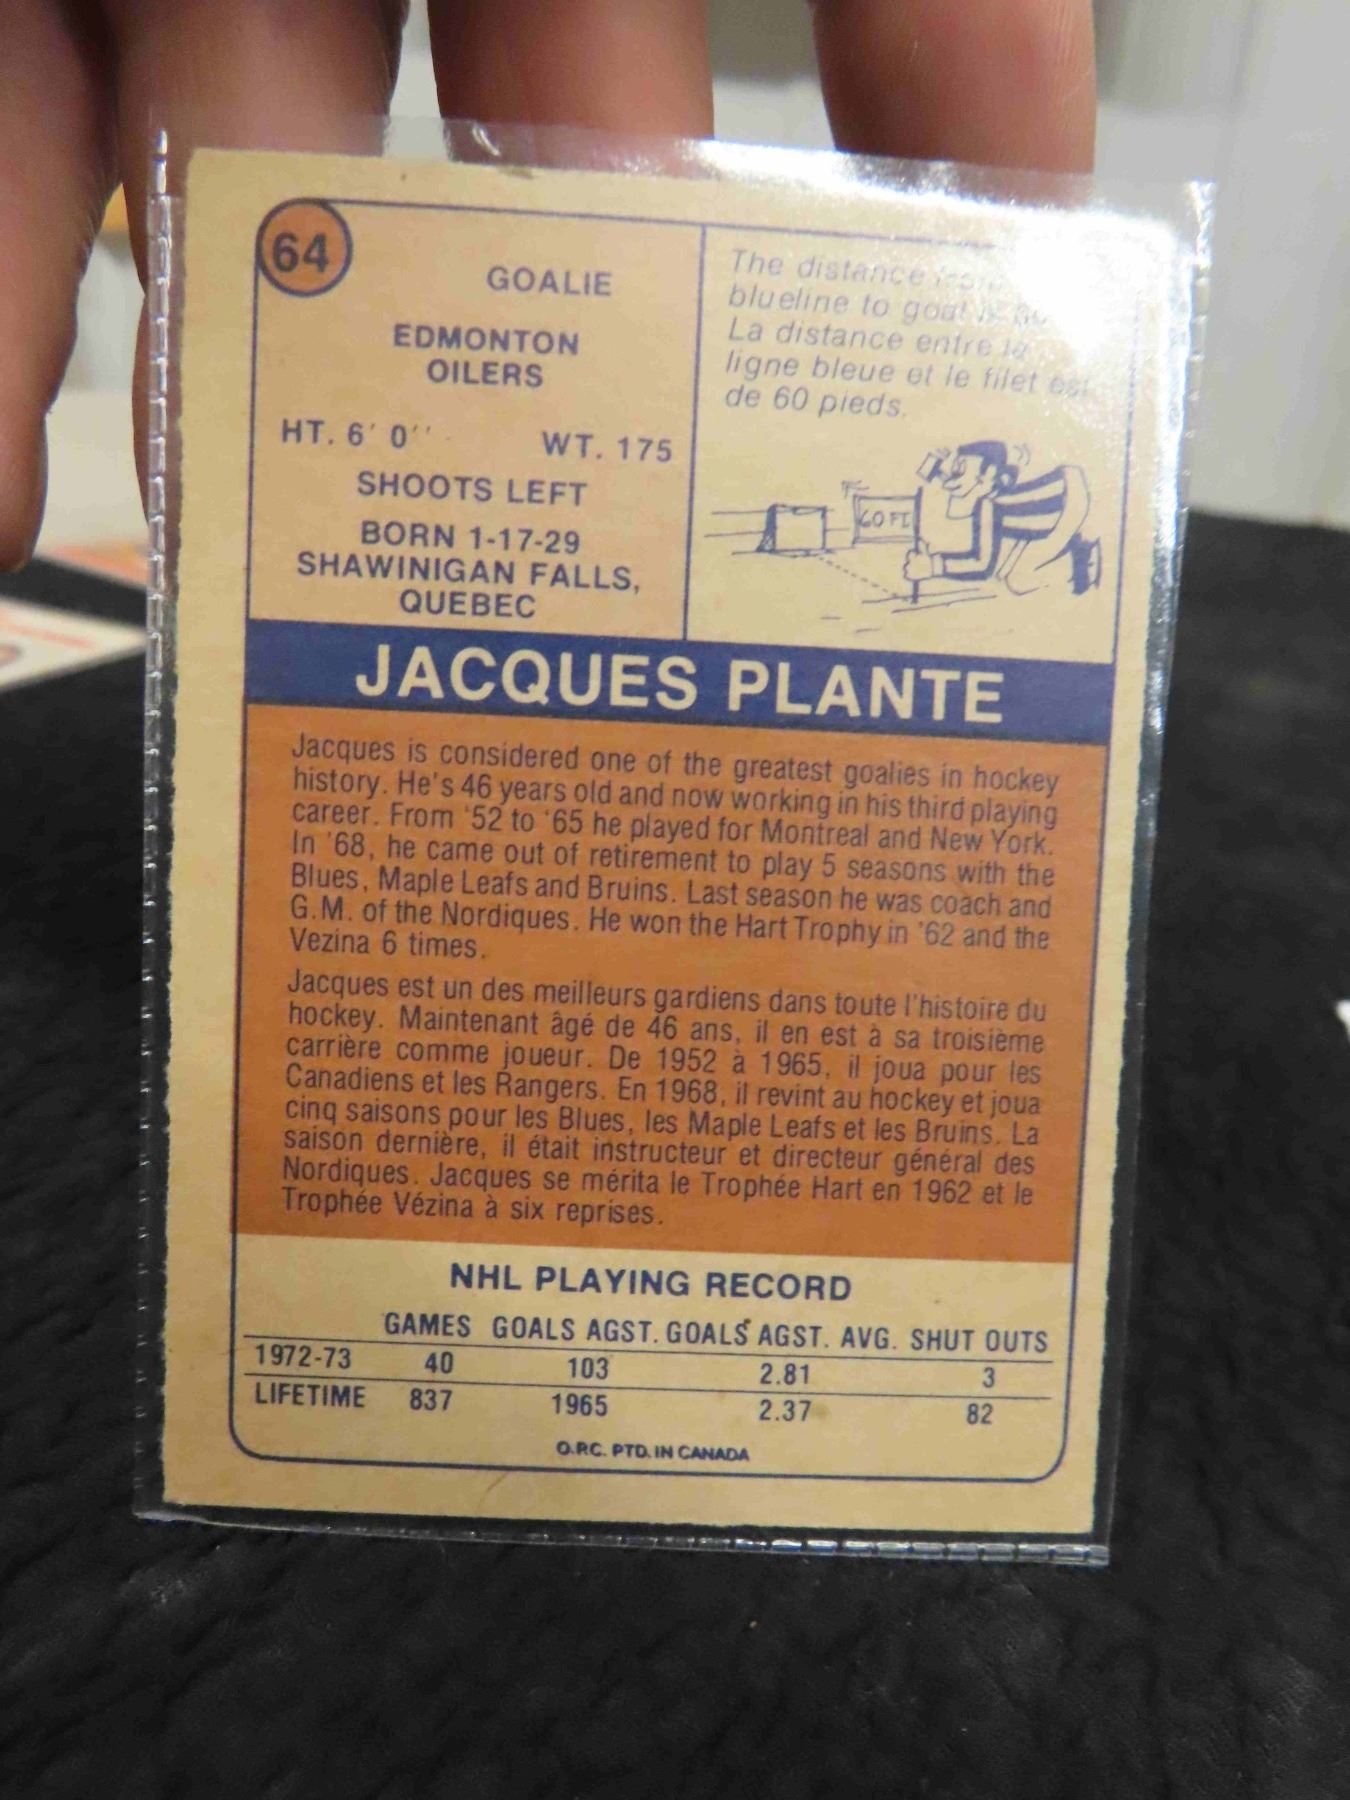 64
GOALIE
EDMONTON
OILERS
HT. 6' 0'' WT. 175
SHOOTS LEFT
BORN 1-17-29
SHAWINIGAN FALLS,
QUEBEC
The distance
blueline to goal is
La distance entre la
ligne bleue et le filet est
de 60 pieds.
60 FT.
JACQUES PLANTE
Jacques is considered one of the greatest goalies in hockey
history. He's 46 years old and now working in his third playing
career. From '52 to '65 he played for Montreal and New York.
In '68, he came out of retirement to play 5 seasons with the
Blues, Maple Leafs and Bruins. Last season he was coach and
G.M. of the Nordiques. He won the Hart Trophy in '62 and the
Vezina 6 times.
Jacques est un des meilleurs gardiens dans toute l'histoire du
hockey. Maintenant âgé de 46 ans, il en est à sa troisième
carrière comme joueur. De 1952 à 1965, il joua pour les
Canadiens et les Rangers. En 1968, il revint au hockey et joua
cinq saisons pour les Blues, les Maple Leafs et les Bruins. La
saison dernière, il était instructeur et directeur général des
Nordiques. Jacques se mérita le Trophée Hart en 1962 et le
Trophée Vézina à six reprises.
NHL PLAYING RECORD
GAMES GOALS AGST. GOALS AGST. AVG. SHUT OUTS
1972-73 40 103 2.81 3
LIFETIME 837 1965 2.37 82
O.P.C. PTD. IN CANADA